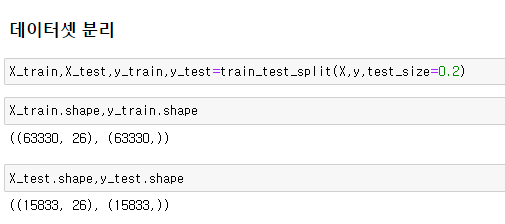 데이터셋 분리
X_train,X_test,y_train,y_test=train_test_split(X,y,test_size=0.2)
X_train.shape,y_train.shape
((63330, 26), (63330,))
X_test.shape,y_test.shape
((15833, 26), (15833,))